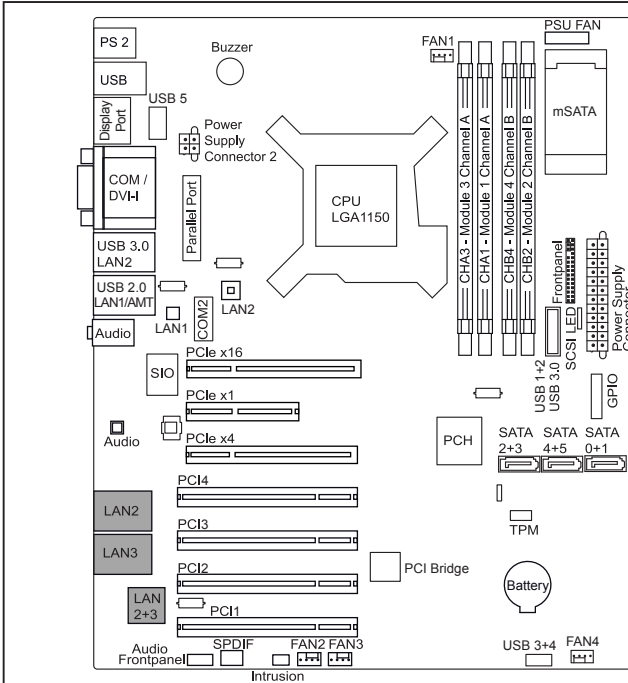 PS 2
Buzzer
FAN1
PSU FAN
USB
USB 5
Display
Port
Power
Supply
Connector 2
mSATA
COM /
DVI-I
Parallel Port
CPU
LGA1150
CHA3 - Module 3 Channel A
CHA1 - Module 1 Channel A
CHB4 - Module 4 Channel B
CHB2 - Module 2 Channel B
USB 3.0
LAN2
USB 2.0
LAN1/AMT
Audio
LAN1
COM2
LAN2
Frontpanel
SCSI LED
Power Supply
Connector
USB 1+2
USB 3.0
GPIO
SIO
PCIe x16
PCIe x1
PCIe x4
Audio
PCH
SATA
2+3
SATA
4+5
SATA
0+1
TPM
PCI4
LAN2
PCI3
LAN3
PCI2
PCI Bridge
Battery
LAN
2+3
PCI1
Audio
Frontpanel
SPDIF
Intrusion
FAN2
FAN3
USB 3+4
FAN4